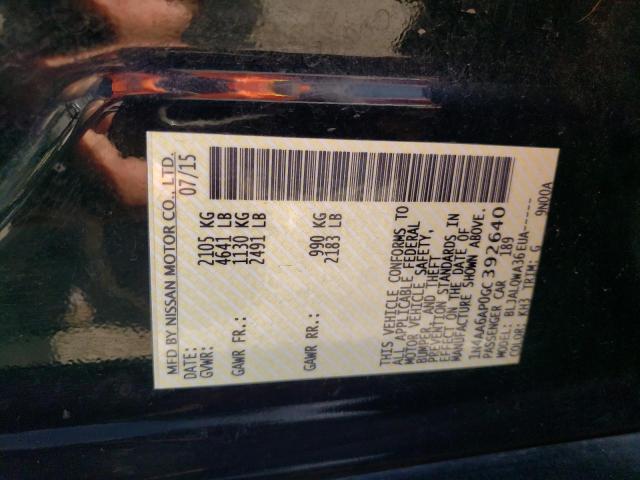 MFD BY NISSAN MOTOR CO., LTD.
DATE: 07/15
GVWR: 2105 KG
4641 LB
GAWR FR.: 1130 KG
2491 LB
GAWR RR.: 990 KG
2183 LB
THIS VEHICLE CONFORMS TO
ALL APPLICABLE FEDERAL
MOTOR VEHICLE SAFETY,
BUMPER, AND THEFT
PREVENTION STANDARDS IN
EFFECT ON THE DATE OF
MANUFACTURE SHOWN ABOVE.
1N4AA6AP0GC392640
PASSENGER CAR 189
MODEL: BLJALQWA36EUA-----
COLOR: KH3 TRIM: G 9N00A